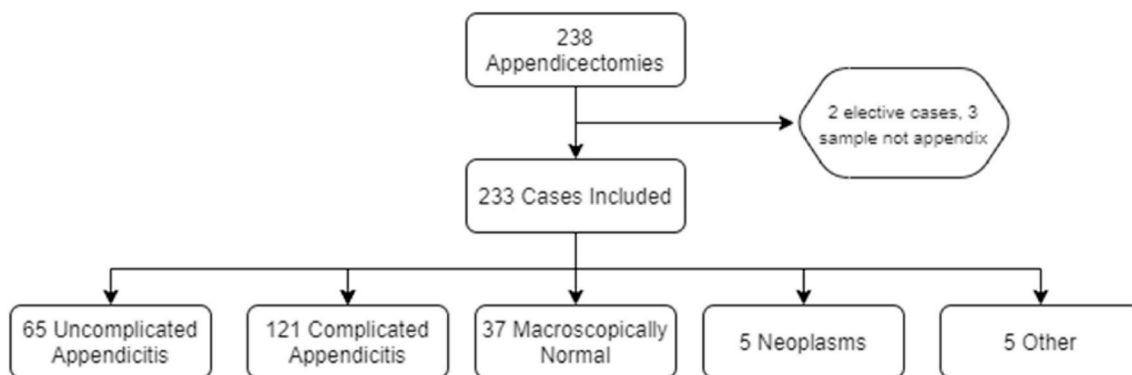 238
Appendicectomies
2 elective cases, 3
sample not appendix
233 Cases Included
65 Uncomplicated
Appendicitis
121 Complicated
Appendicitis
37 Macroscopically
Normal
5 Neoplasms
5 Other